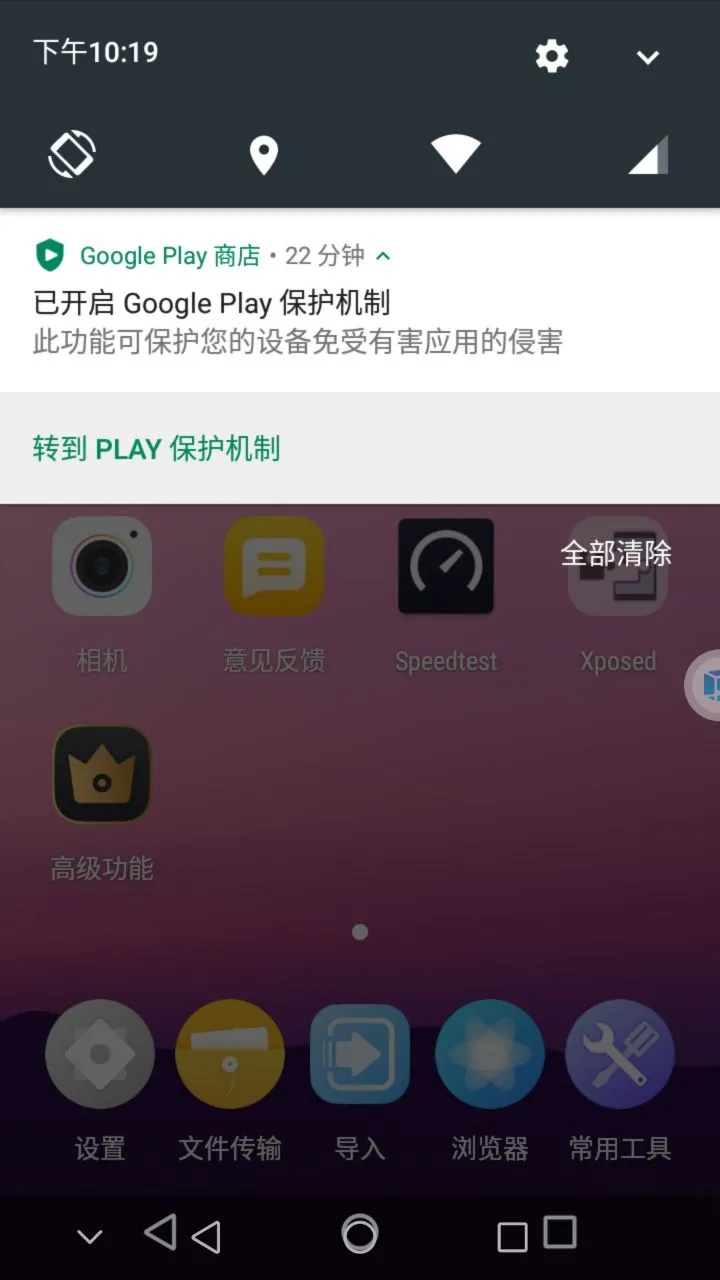 下午10:19
Google Play 商店 • 22 分钟
已开启 Google Play 保护机制
此功能可保护您的设备免受有害应用的侵害
转到 PLAY 保护机制
全部清除
相机 意见反馈 Speedtest Xposed
高级功能
设置 文件传输 导入 浏览器 常用工具